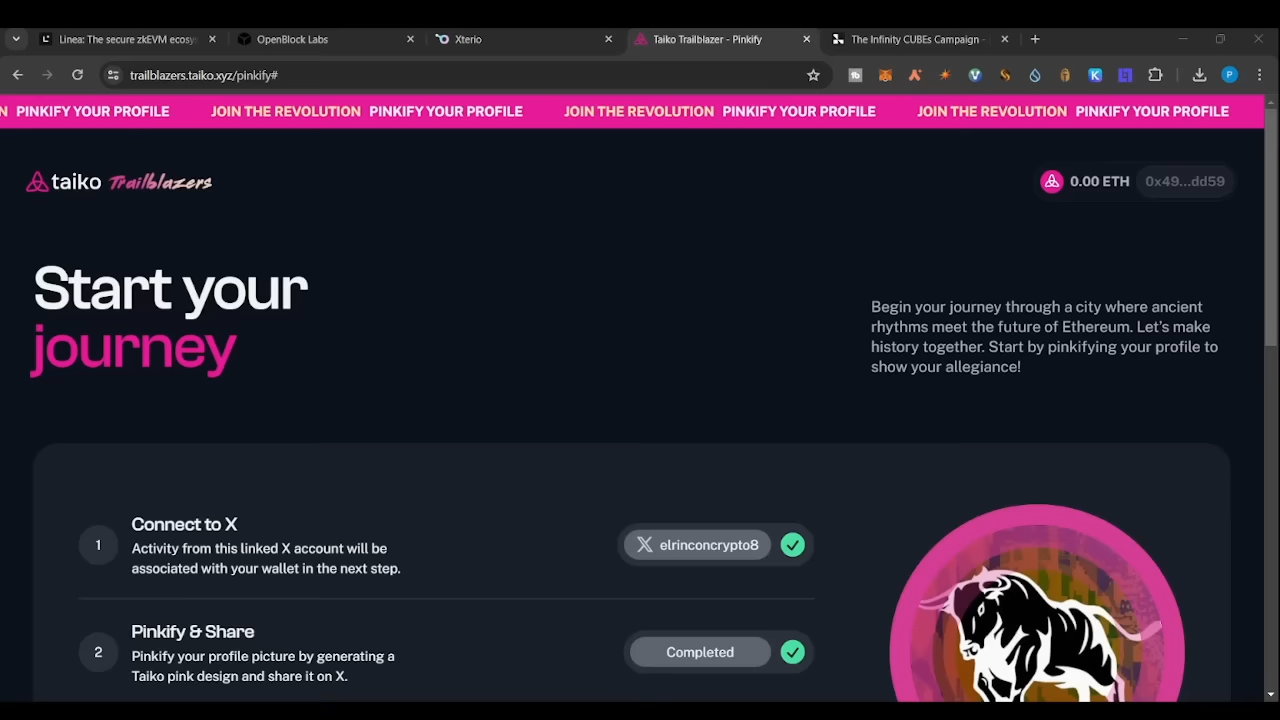 Linea: The secure zkEVM ecosy
OpenBlock Labs
Xterio
Taiko Trailblazer - Pinkify
The Infinity CUBEs Campaign -
trailblazers.taiko.xyz/pinkify#
P
N PINKIFY YOUR PROFILE JOIN THE REVOLUTION PINKIFY YOUR PROFILE JOIN THE REVOLUTION PINKIFY YOUR PROFILE JOIN THE REVOLUTION PINKIFY YOUR PROFILE
taiko Trailblazers
0.00 ETH 0x49...dd59
Start your
journey
Begin your journey through a city where ancient
rhythms meet the future of Ethereum. Let’s make
history together. Start by pinkifying your profile to
show your allegiance!
1
Connect to X
Activity from this linked X account will be
associated with your wallet in the next step.
elrinconcrypto8
2
Pinkify & Share
Pinkify your profile picture by generating a
Taiko pink design and share it on X.
Completed